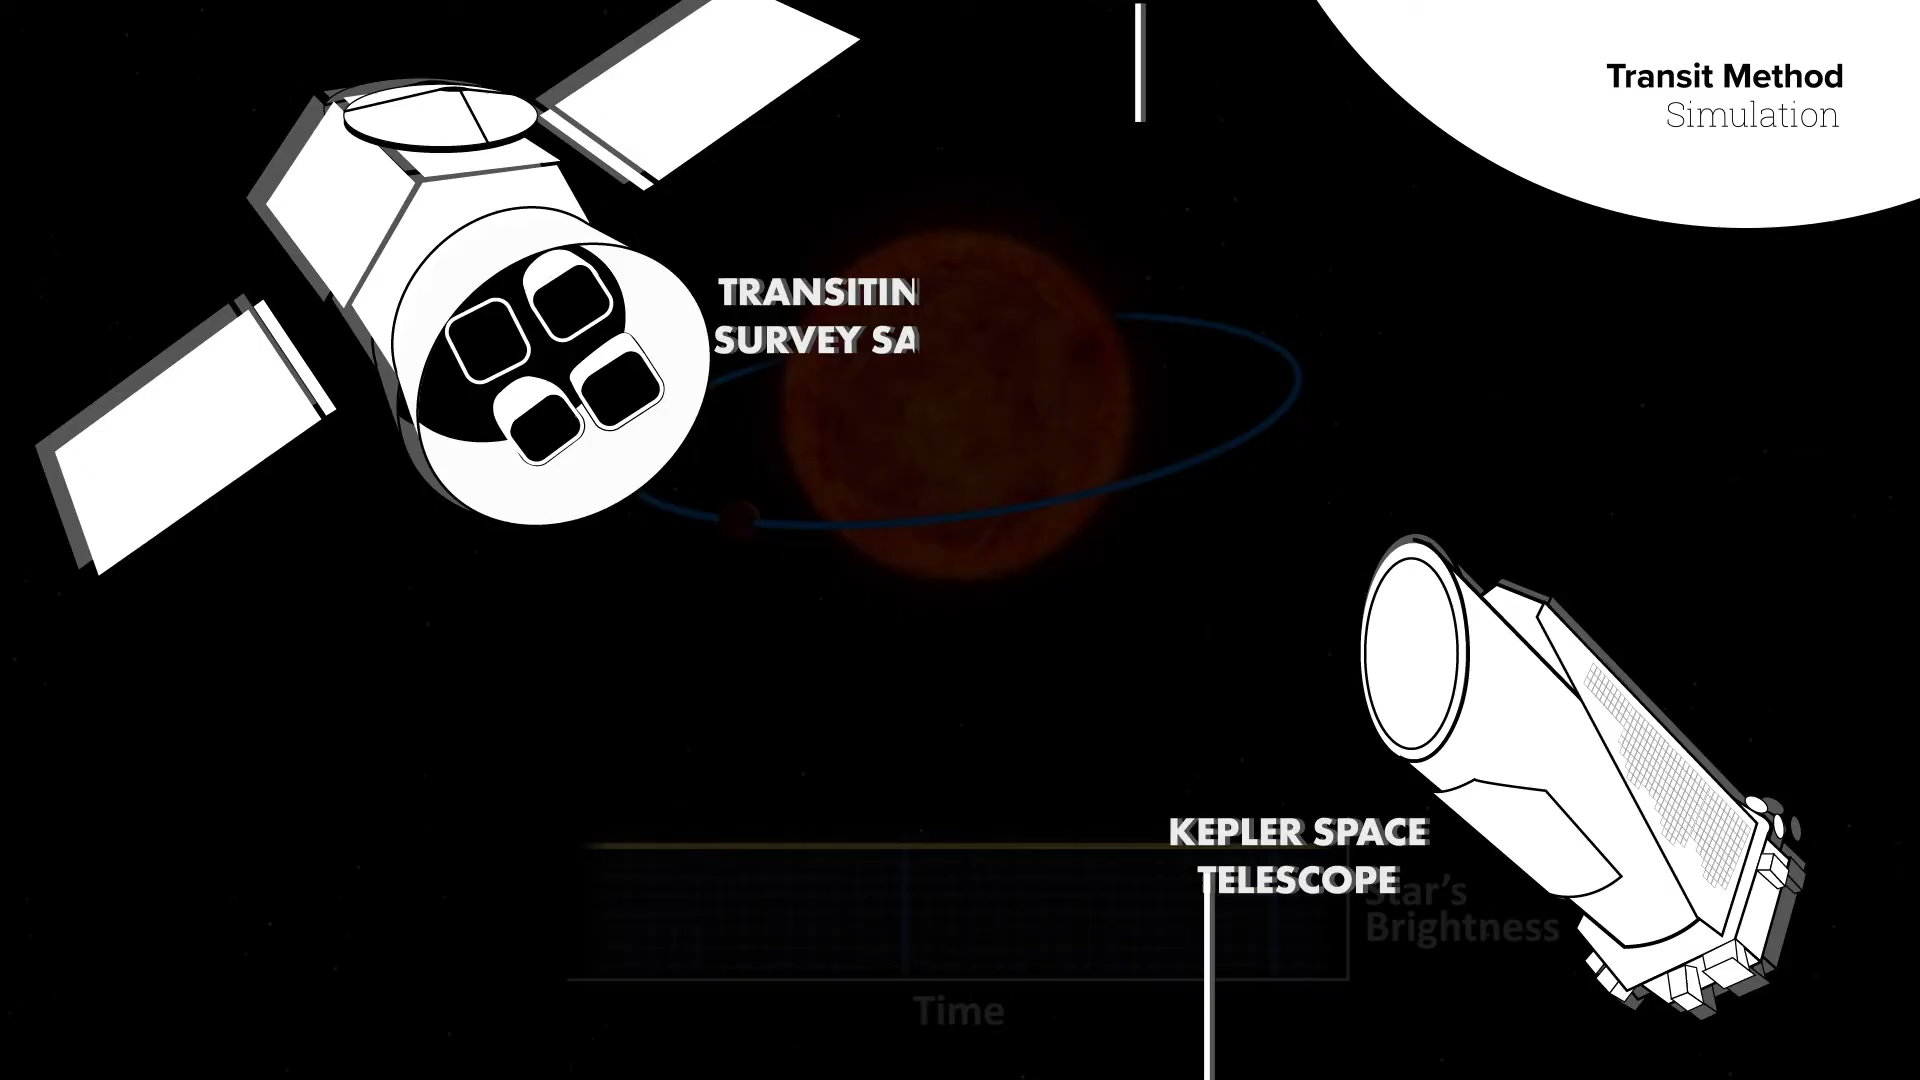 Transit Method
Simulation
TRANSITIN
SURVEY SA
KEPLER SPACE
TELESCOPE
Star's
Brightness
Time